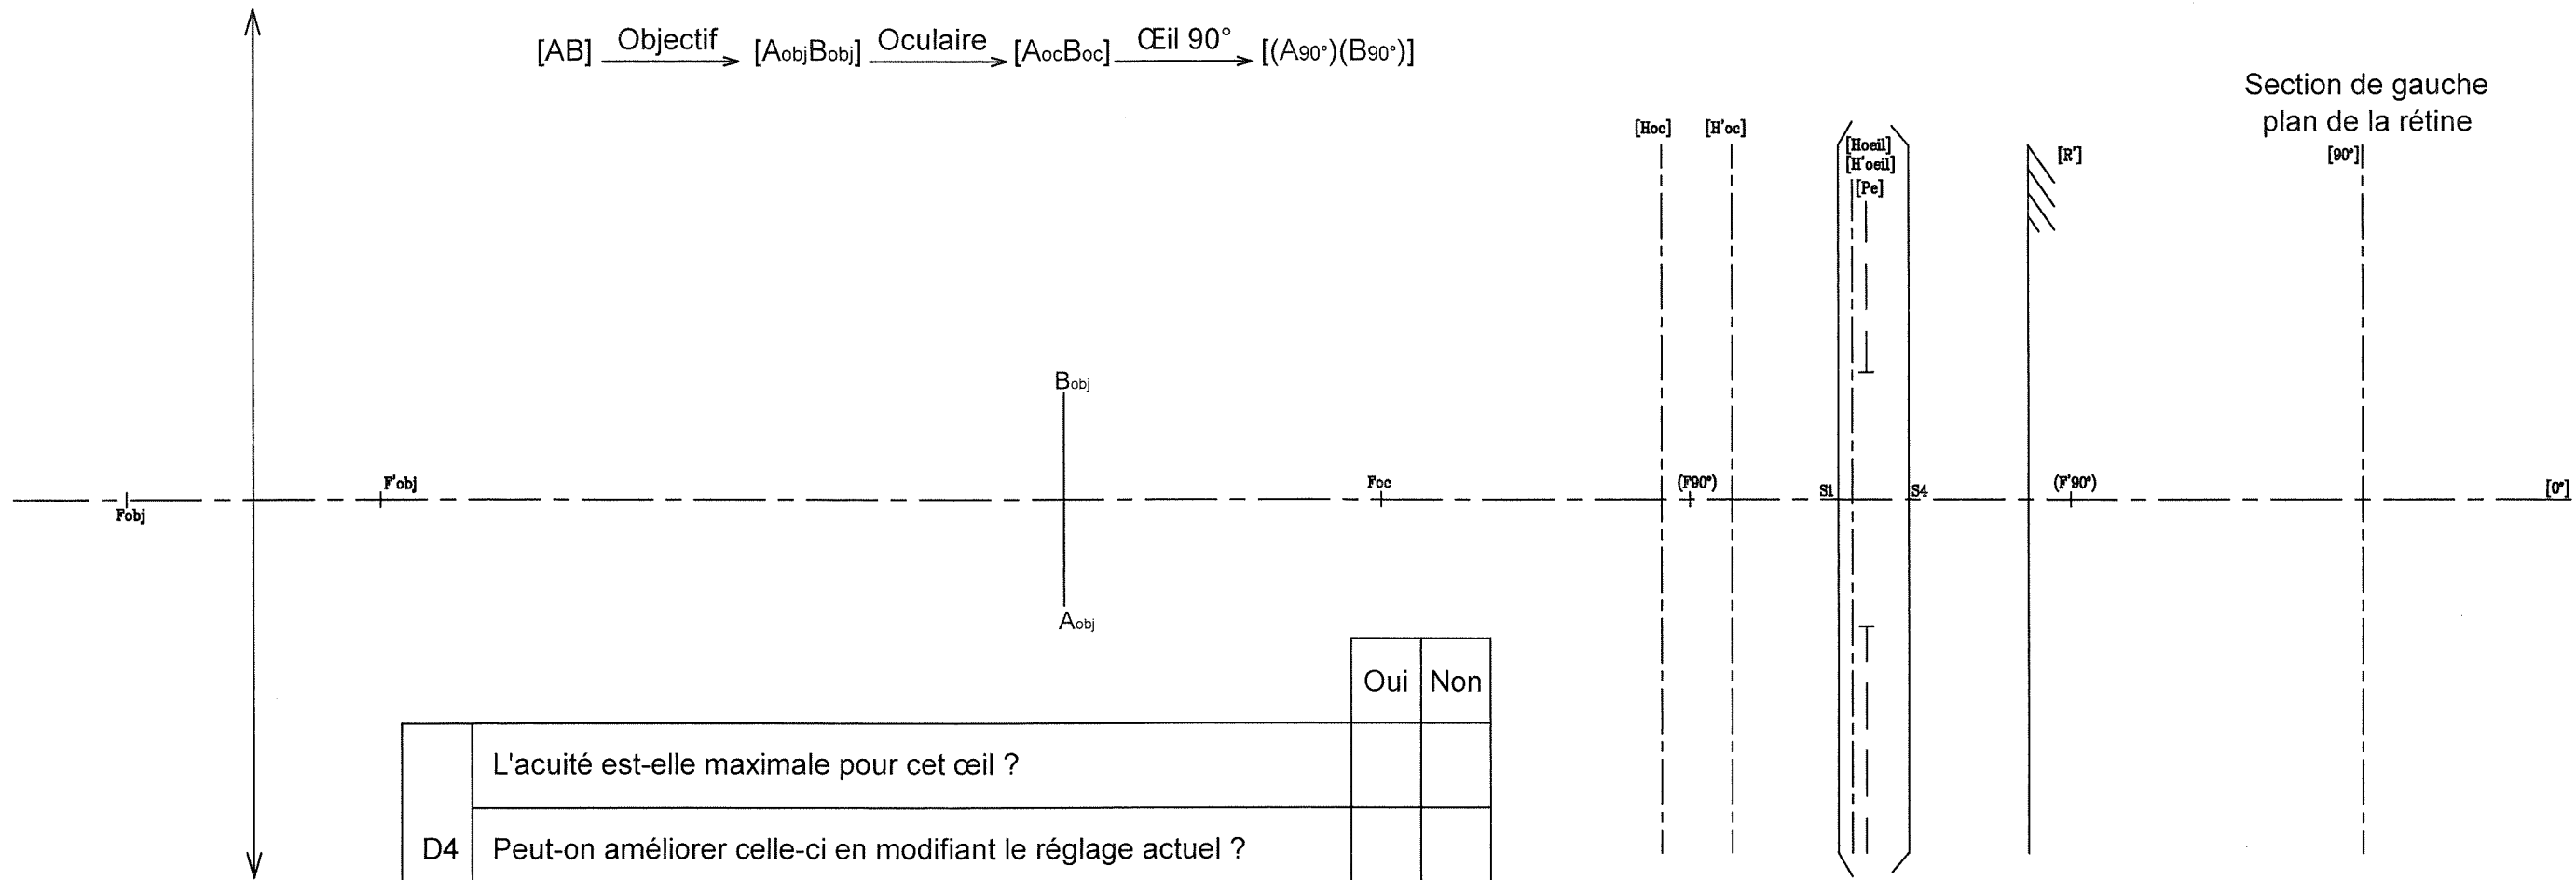 [AB] Objectif [AobjBobj] Oculaire [AocBoc] Œil 90° [(A90°)(B90°)]
Section de gauche
plan de la rétine
[Hoc] [H'oc]
[Hoeil]
[H'oeil]
[Pe]
[R']
[90°]
Bobj
Fobj
F'obj
Foc
(F90°)
S1
S4
(F'90°)
[0°]
Aobj
Oui Non
L'acuité est-elle maximale pour cet œil ?
D4 Peut-on améliorer celle-ci en modifiant le réglage actuel ?